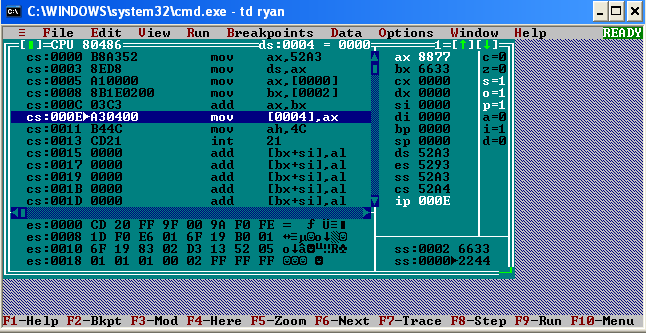 C:\WINDOWS\system32\cmd.exe - td ryan
≡ File Edit View Run Breakpoints Data Options Window Help READY
[▮]=CPU 80486 ds:0004 = 0000 1=[↑][↓]
cs:0000 B8A352 mov ax,52A3 ax 8877 c=0
cs:0003 8ED8 mov ds,ax bx 6633 z=0
cs:0005 A10000 mov ax,[0000] cx 0000 s=1
cs:0008 8B1E0200 mov bx,[0002] dx 0000 o=1
cs:000C 03C3 add ax,bx si 0000 p=1
cs:000E►A30400 mov [0004],ax di 0000 a=0
cs:0011 B44C mov ah,4C bp 0000 i=1
cs:0013 CD21 int 21 sp 0000 d=0
cs:0015 0000 add [bx+si],al ds 52A3
cs:0017 0000 add [bx+si],al es 5293
cs:0019 0000 add [bx+si],al ss 52A3
cs:001B 0000 add [bx+si],al cs 52A4
cs:001D 0000 add [bx+si],al ip 000E
es:0000 CD 20 FF 9F 00 9A F0 FE
es:0008 1D F0 E6 01 6F 19 B0 01
es:0010 6F 19 83 02 D3 13 52 05 ss:0002 6633
es:0018 01 01 01 00 02 FF FF FF ss:0000►2244
F1-Help F2-Bkpt F3-Mod F4-Here F5-Zoom F6-Next F7-Trace F8-Step F9-Run F10-Menu